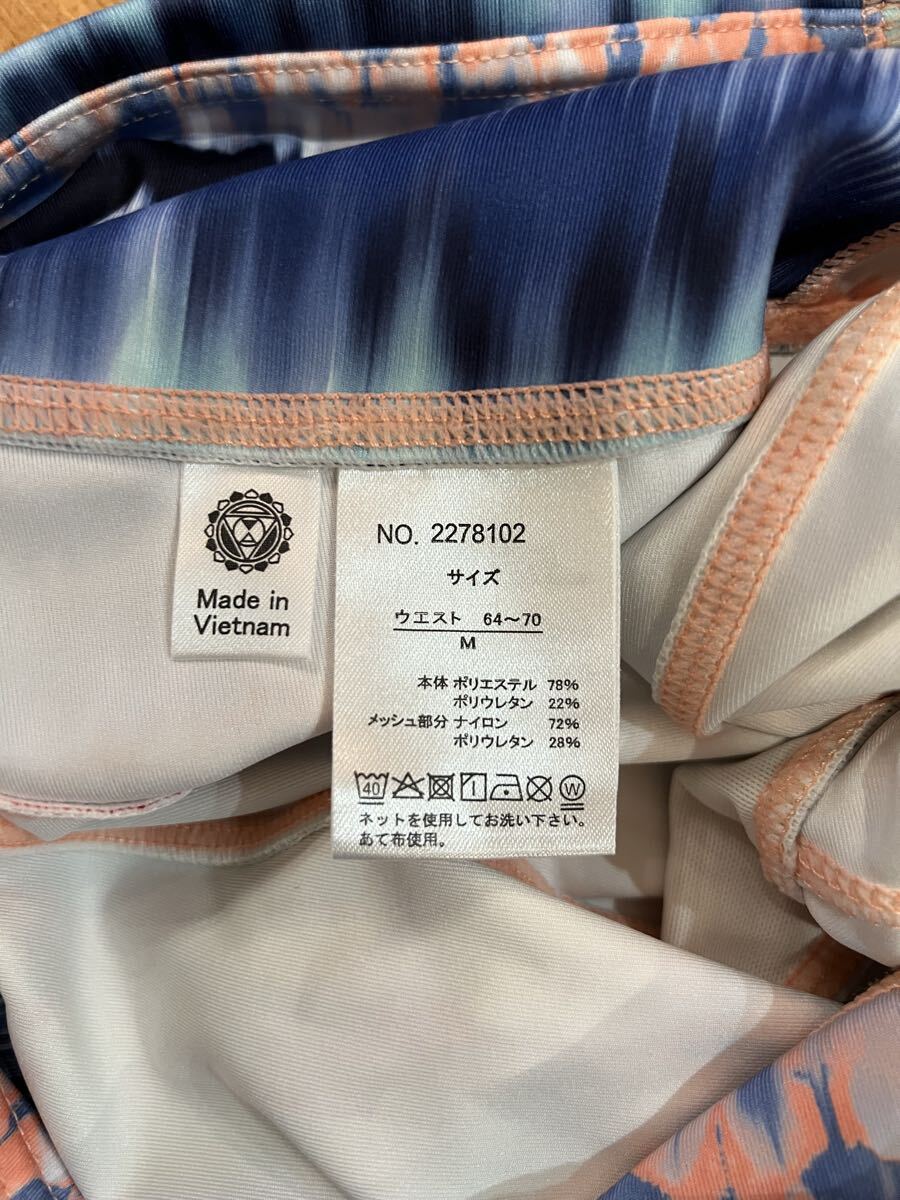 Made in
Vietnam
NO. 2278102
サイズ
ウエスト 64〜70
M
本体 ポリエステル 78%
ポリウレタン 22%
メッシュ部分 ナイロン 72%
ポリウレタン 28%
40
W
ネットを使用してお洗い下さい。
あて布使用。